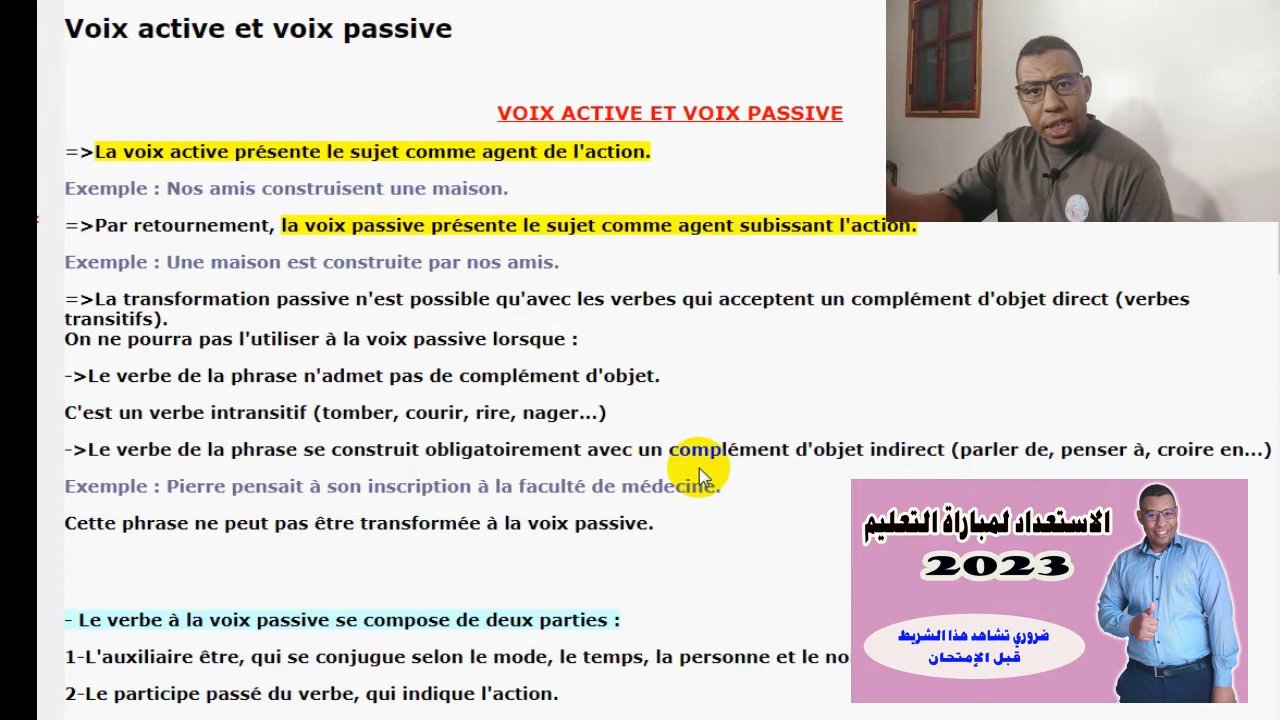 Voix active et voix passive
VOIX ACTIVE ET VOIX PASSIVE
=>La voix active présente le sujet comme agent de l'action.
Exemple : Nos amis construisent une maison.
=>Par retournement, la voix passive présente le sujet comme agent subissant l'action.
Exemple : Une maison est construite par nos amis.
=>La transformation passive n'est possible qu'avec les verbes qui acceptent un complément d'objet direct (verbes
transitifs).
On ne pourra pas l'utiliser à la voix passive lorsque :
->Le verbe de la phrase n'admet pas de complément d'objet.
C'est un verbe intransitif (tomber, courir, rire, nager...)
->Le verbe de la phrase se construit obligatoirement avec un complément d'objet indirect (parler de, penser à, croire en...)
Exemple : Pierre pensait à son inscription à la faculté de médecine.
Cette phrase ne peut pas être transformée à la voix passive.
- Le verbe à la voix passive se compose de deux parties :
1-L'auxiliaire être, qui se conjugue selon le mode, le temps, la personne et le no
2-Le participe passé du verbe, qui indique l'action.
الاستعداد لمباراة التعليم
2023
ضروري تشاهد هذا الشريط
قبل الإمتحان